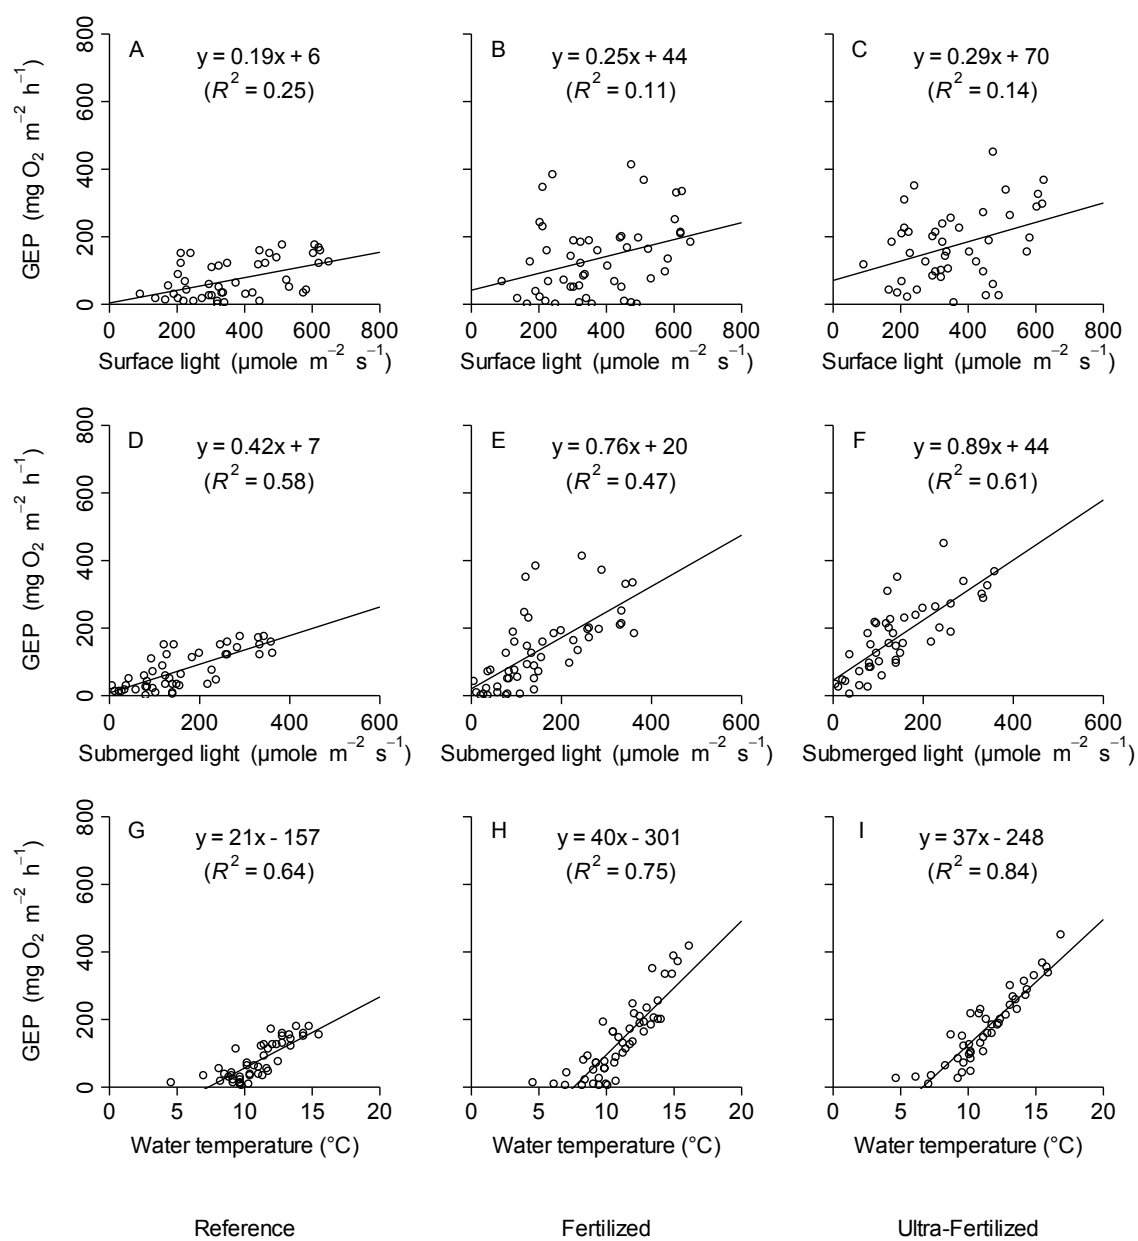 A
y = 0.19x + 6
(R² = 0.25)
B
y = 0.25x + 44
(R² = 0.11)
C
y = 0.29x + 70
(R² = 0.14)
GEP (mg O₂ m⁻² h⁻¹)
0 200 400 600 800
0 200 400 600 800
0 200 400 600 800
0 200 400 600 800
Surface light (µmole m⁻² s⁻¹)
Surface light (µmole m⁻² s⁻¹)
Surface light (µmole m⁻² s⁻¹)
D
y = 0.42x + 7
(R² = 0.58)
E
y = 0.76x + 20
(R² = 0.47)
F
y = 0.89x + 44
(R² = 0.61)
GEP (mg O₂ m⁻² h⁻¹)
0 200 400 600 800
0 200 400 600
0 200 400 600
0 200 400 600
Submerged light (µmole m⁻² s⁻¹)
Submerged light (µmole m⁻² s⁻¹)
Submerged light (µmole m⁻² s⁻¹)
G
y = 21x - 157
(R² = 0.64)
H
y = 40x - 301
(R² = 0.75)
I
y = 37x - 248
(R² = 0.84)
GEP (mg O₂ m⁻² h⁻¹)
0 200 400 600 800
0 5 10 15 20
0 5 10 15 20
0 5 10 15 20
Water temperature (°C)
Water temperature (°C)
Water temperature (°C)
Reference
Fertilized
Ultra-Fertilized